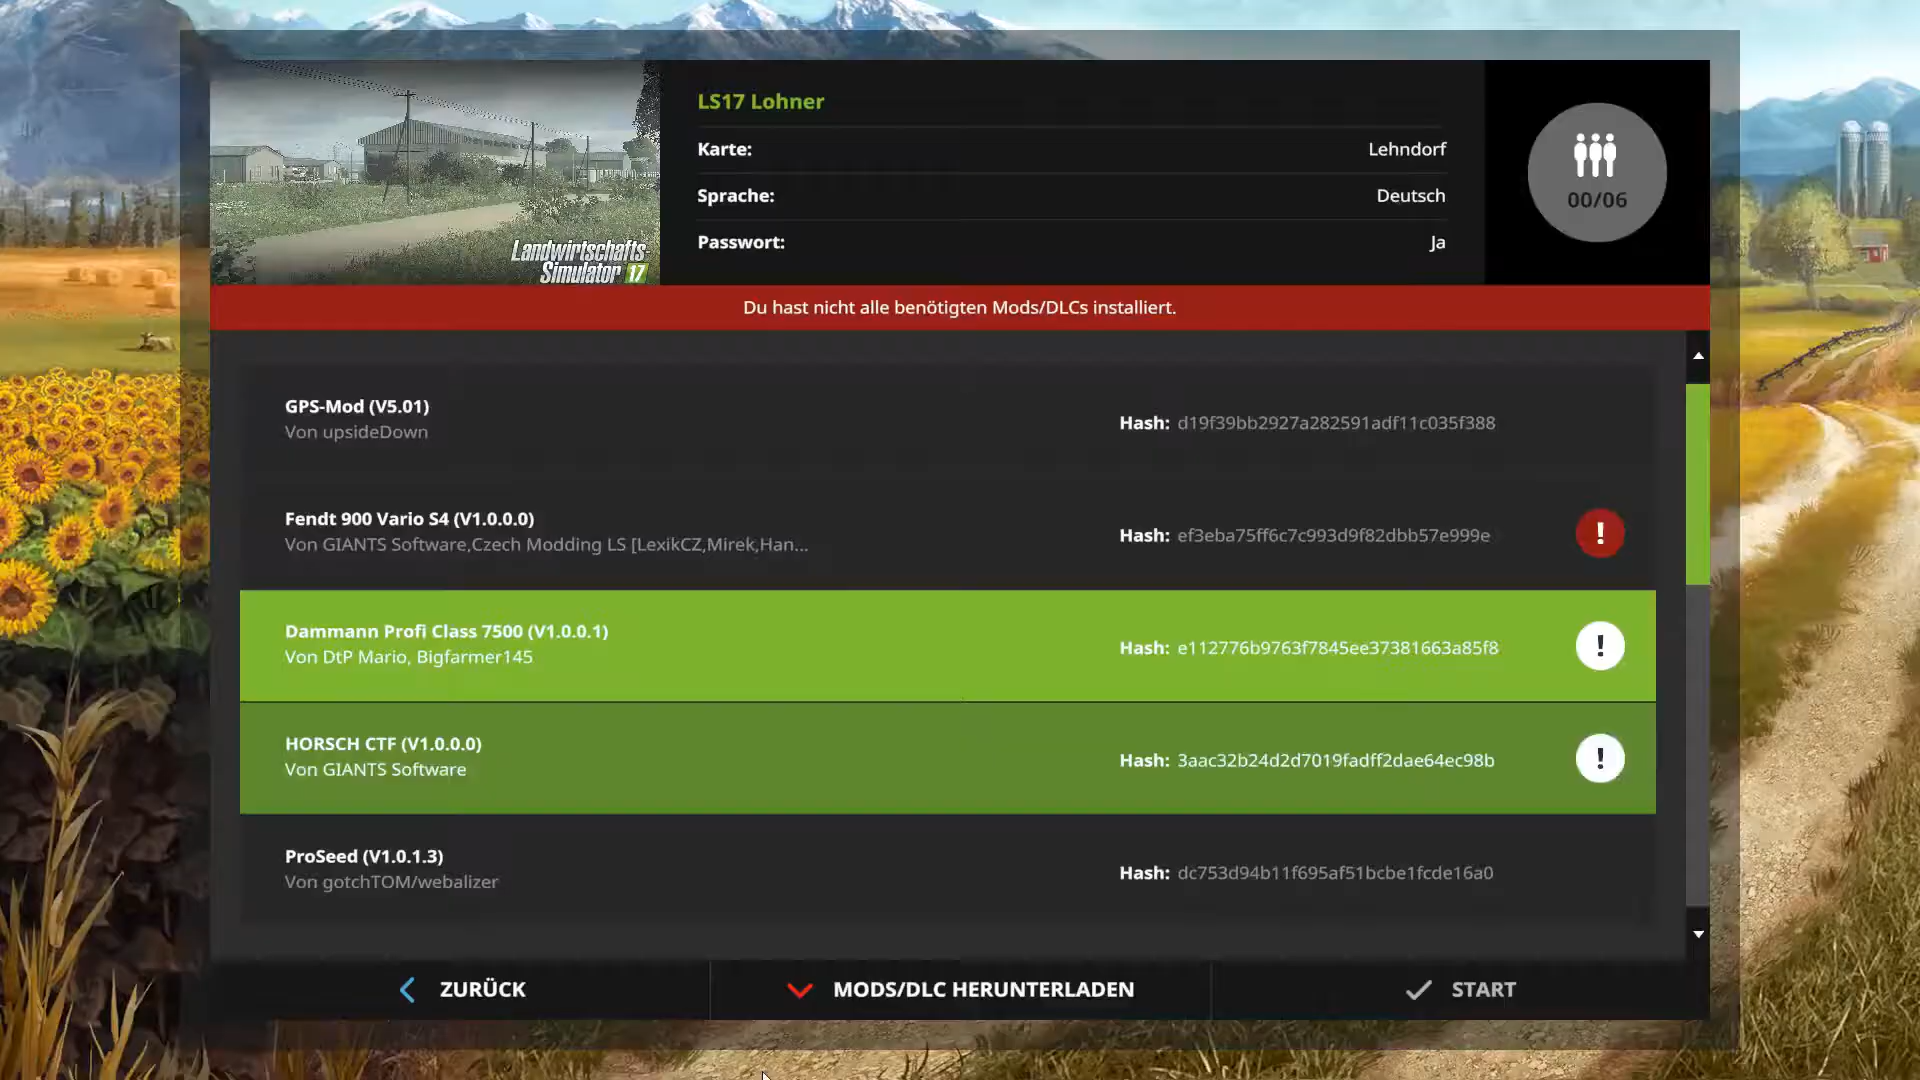 LS17 Lohner
Karte: Lehndorf
Sprache: Deutsch
Passwort: Ja
00/06
Landwirtschafts-
Simulator 17
Du hast nicht alle benötigten Mods/DLCs installiert.
GPS-Mod (V5.01)
Von upsideDown
Hash: d19f39bb2927a282591adf11c035f388
Fendt 900 Vario S4 (V1.0.0.0)
Von GIANTS Software,Czech Modding LS [LexikCZ,Mirek,Han...
Hash: ef3eba75ff6c7c993d9f82dbb57e999e
!
Dammann Profi Class 7500 (V1.0.0.1)
Von DtP Mario, Bigfarmer145
Hash: e112776b9763f7845ee37381663a85f8
!
HORSCH CTF (V1.0.0.0)
Von GIANTS Software
Hash: 3aac32b24d2d7019fadff2dae64ec98b
!
ProSeed (V1.0.1.3)
Von gotchTOM/webalizer
Hash: dc753d94b11f695af51bcbe1fcde16a0
ZURÜCK
MODS/DLC HERUNTERLADEN
START